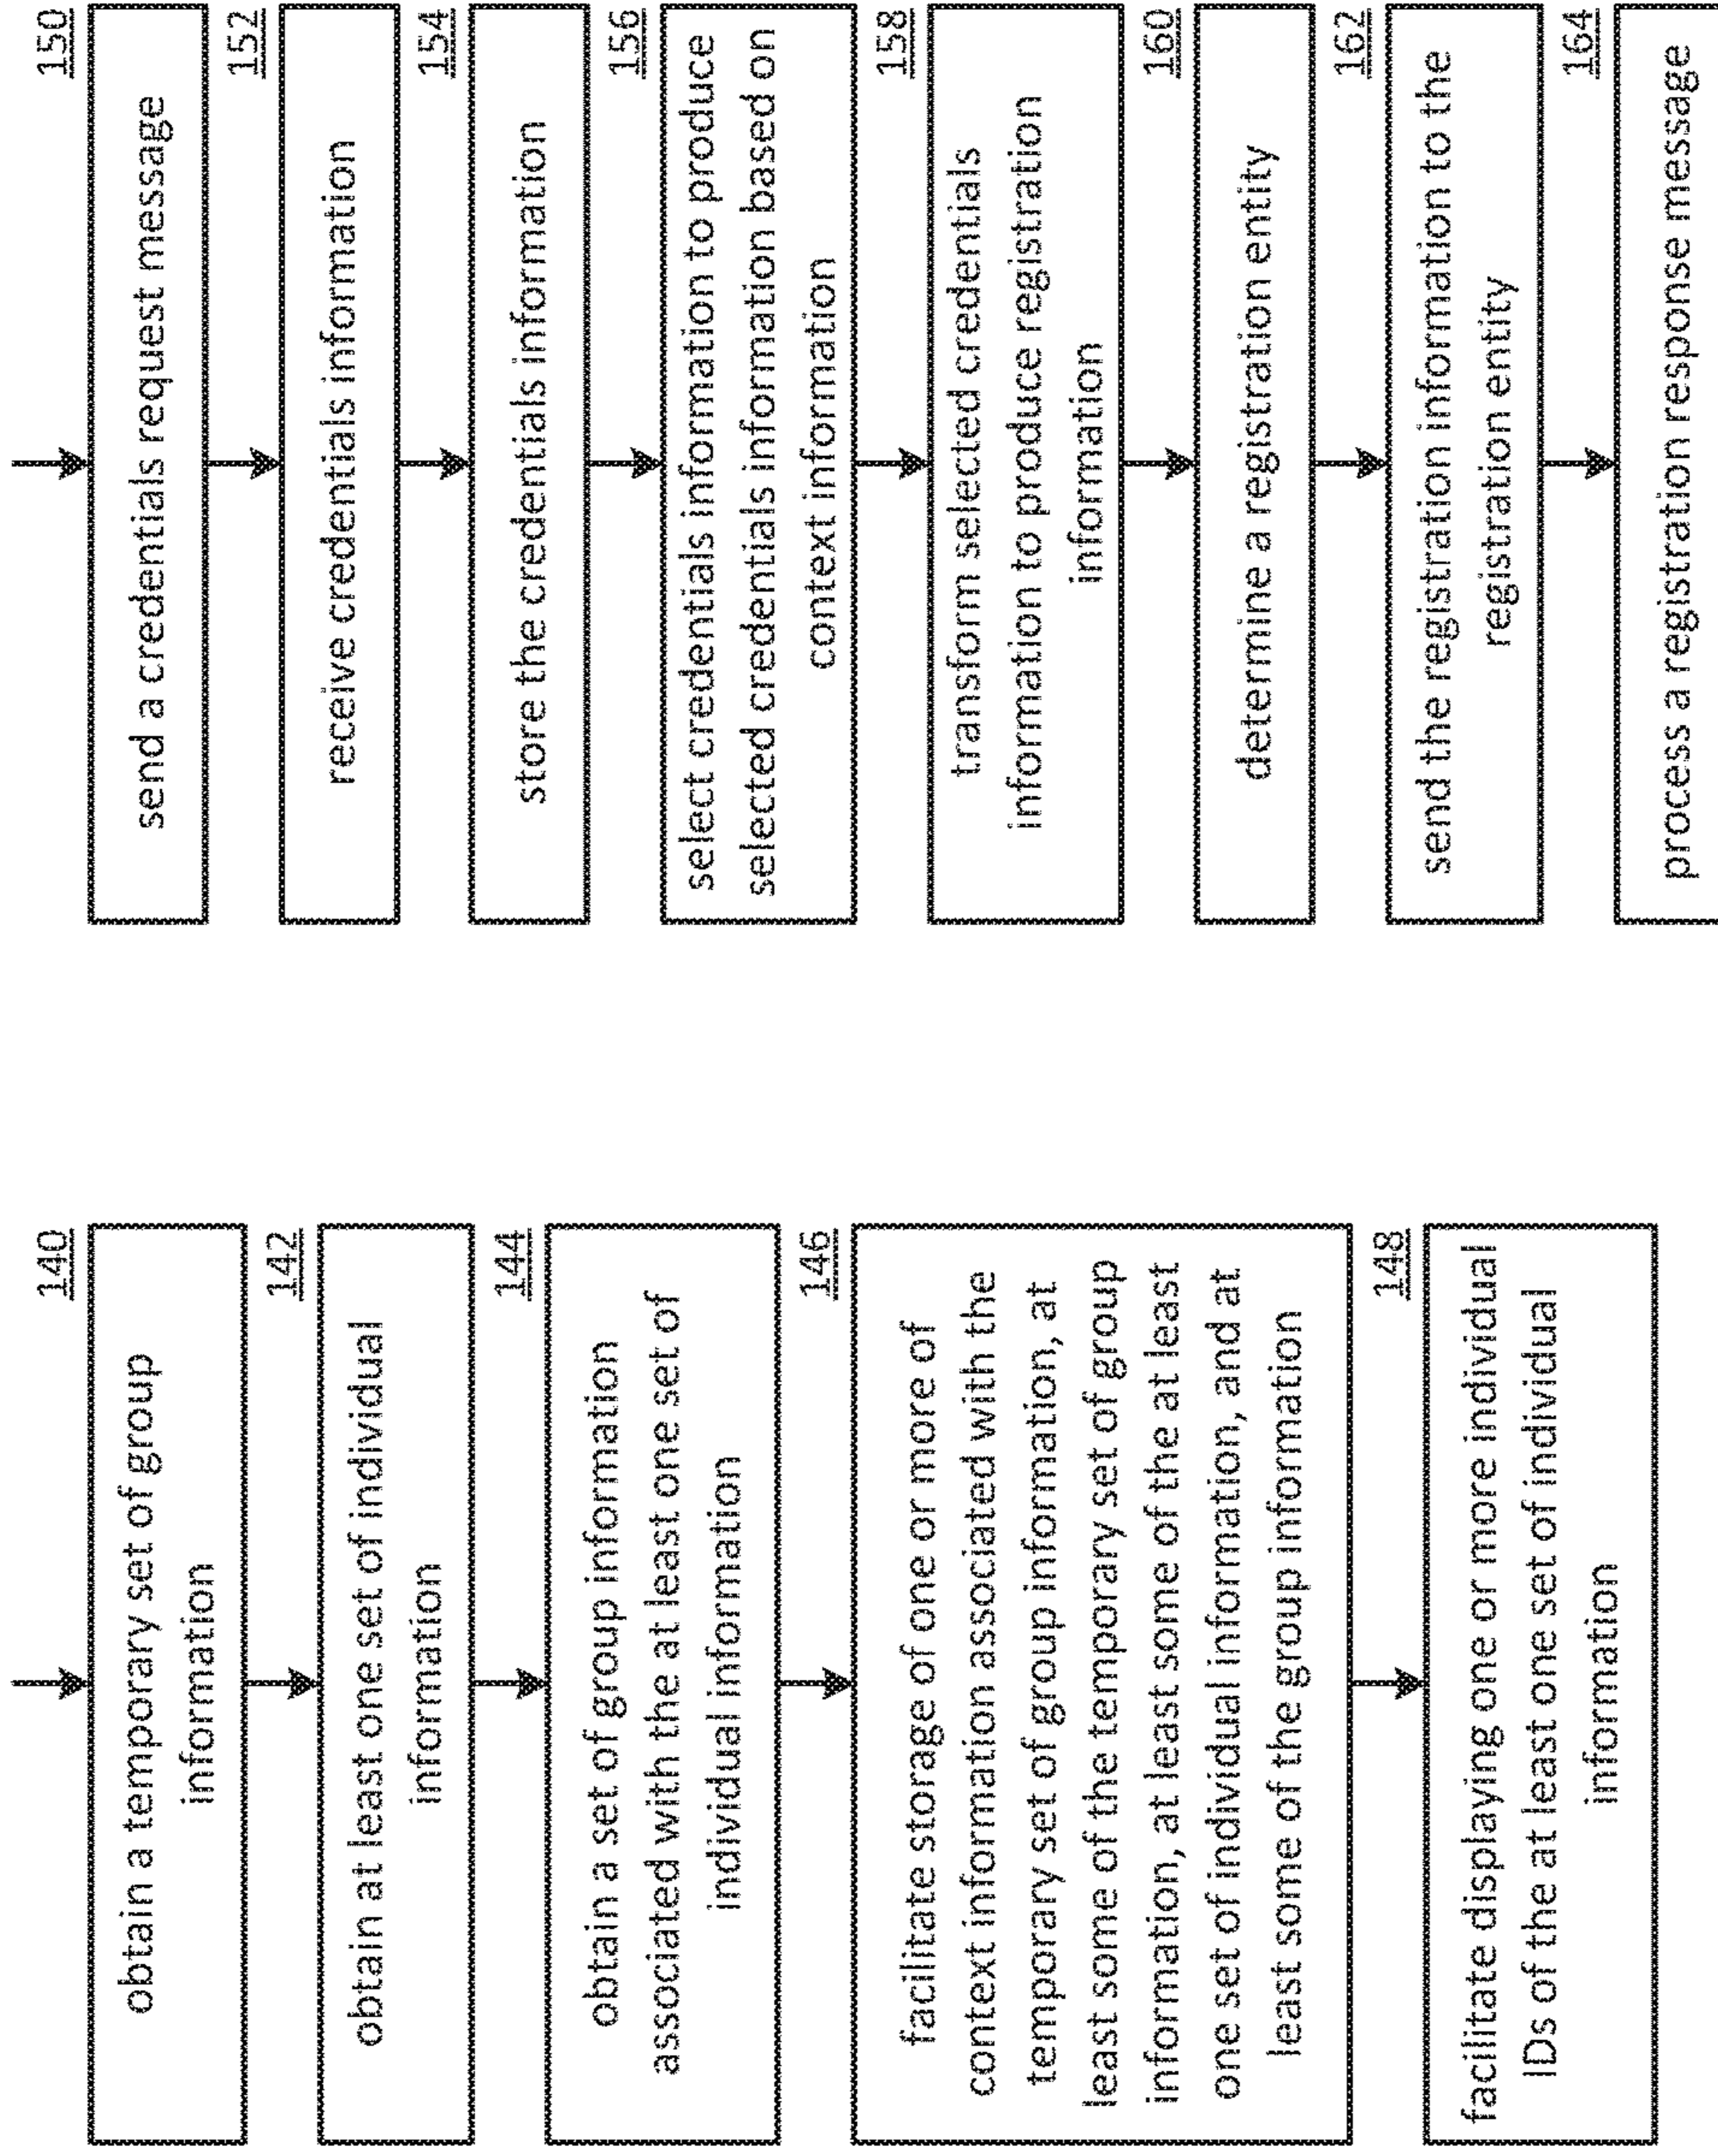 140
obtain a temporary set of group
information
142
obtain at least one set of individual
information
144
obtain a set of group information
associated with the at least one set of
individual information
146
facilitate storage of one or more of
context information associated with the
temporary set of group information, at
least some of the temporary set of group
information, at least some of the at least
one set of individual information, and at
least some of the group information
148
facilitate displaying one or more individual
IDs of the at least one set of individual
information
150
send a credentials request message
152
receive credentials information
154
store the credentials information
156
select credentials information to produce
selected credentials information based on
context information
158
transform selected credentials
information to produce registration
information
160
determine a registration entity
162
send the registration information to the
registration entity
164
process a registration response message